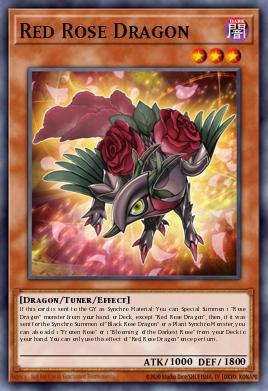 Red Rose Dragon
DARK
闇
[Dragon/Tuner/Effect]
If this card is sent to the GY as Synchro Material: You can Special Summon 1 "Rose
Dragon" monster from your hand or Deck, except "Red Rose Dragon", then, if it was
sent for the Synchro Summon of "Black Rose Dragon" or a Plant Synchro Monster, you
can also add 1 "Frozen Rose" or 1 "Blooming of the Darkest Rose" from your Deck to
your hand. You can only use this effect of "Red Rose Dragon" once per turn.
ATK/1000 DEF/1800
©2020 Studio Dice/SHUEISHA, TV TOKYO, KONAMI